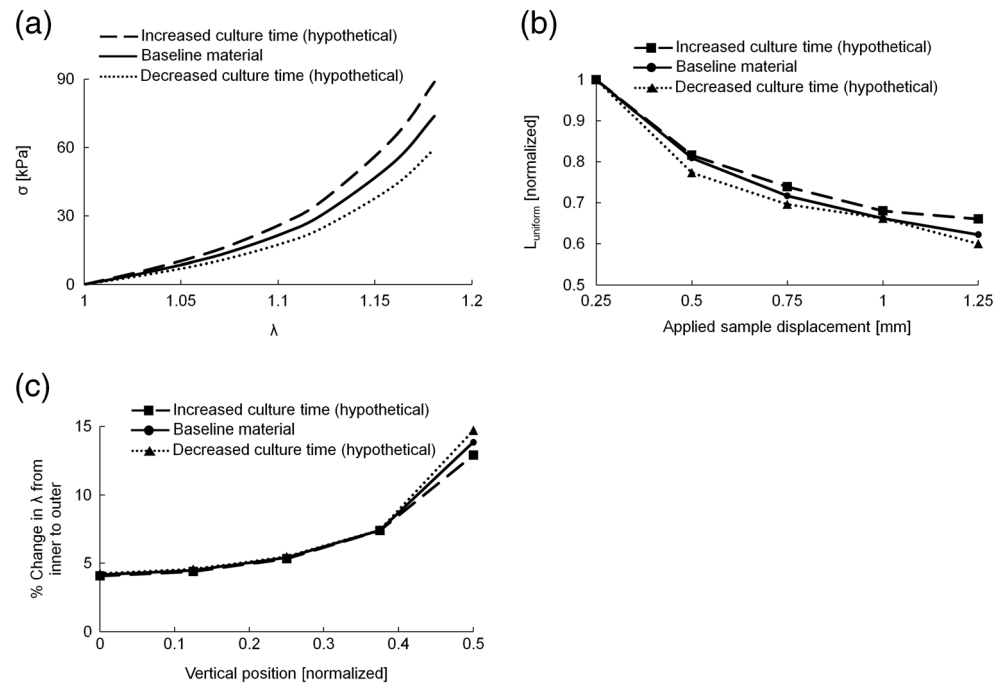 (a)
Increased culture time (hypothetical)
Baseline material
Decreased culture time (hypothetical)
90
60
30
0
σ [kPa]
1 1.05 1.1 1.15 1.2
λ
(b)
Increased culture time (hypothetical)
Baseline material
Decreased culture time (hypothetical)
1
0.9
0.8
0.7
0.6
0.5
Luniform [normalized]
0.25 0.5 0.75 1 1.25
Applied sample displacement [mm]
(c)
Increased culture time (hypothetical)
Baseline material
Decreased culture time (hypothetical)
15
10
5
0
% Change in λ from
inner to outer
0 0.1 0.2 0.3 0.4 0.5
Vertical position [normalized]